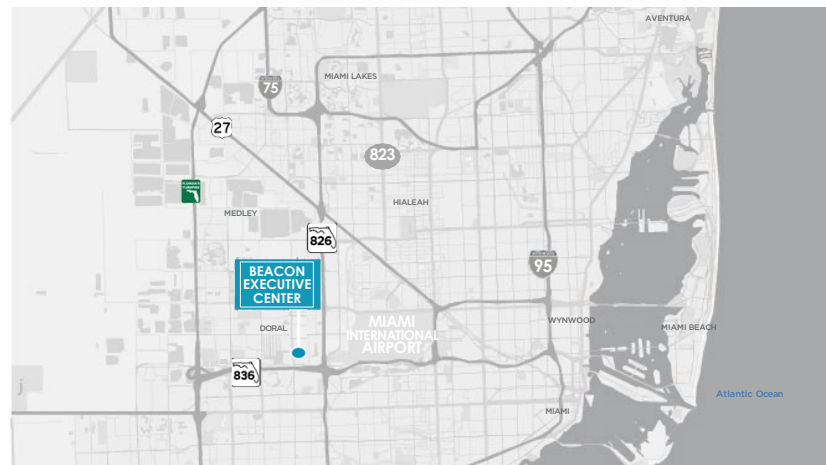 AVENTURA
MIAMI LAKES
75
27
823
MEDLEY
HIALEAH
826
95
BEACON
EXECUTIVE
CENTER
DORAL
MIAMI
INTERNATIONAL
AIRPORT
WYNWOOD
MIAMI BEACH
836
Atlantic Ocean
MIAMI